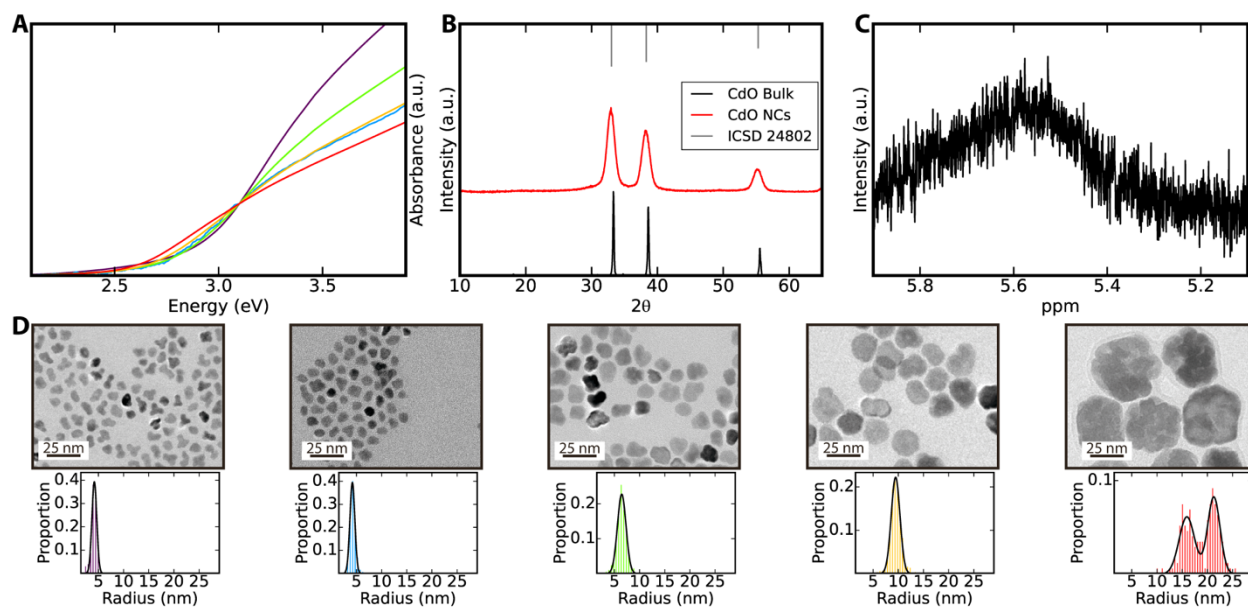 A
Absorbance (a.u.)
2.5 3.0 3.5
Energy (eV)
B
Intensity (a.u.)
CdO Bulk
CdO NCs
ICSD 24802
10 20 30 40 50 60
2θ
C
Intensity (a.u.)
5.8 5.6 5.4 5.2
ppm
D
25 nm
25 nm
25 nm
25 nm
25 nm
Proportion
0.4
0.3
0.2
0.1
5 10 15 20 25
Radius (nm)
Proportion
0.4
0.3
0.2
0.1
5 10 15 20 25
Radius (nm)
Proportion
0.2
0.1
5 10 15 20 25
Radius (nm)
Proportion
0.2
0.1
5 10 15 20 25
Radius (nm)
Proportion
0.1
5 10 15 20 25
Radius (nm)